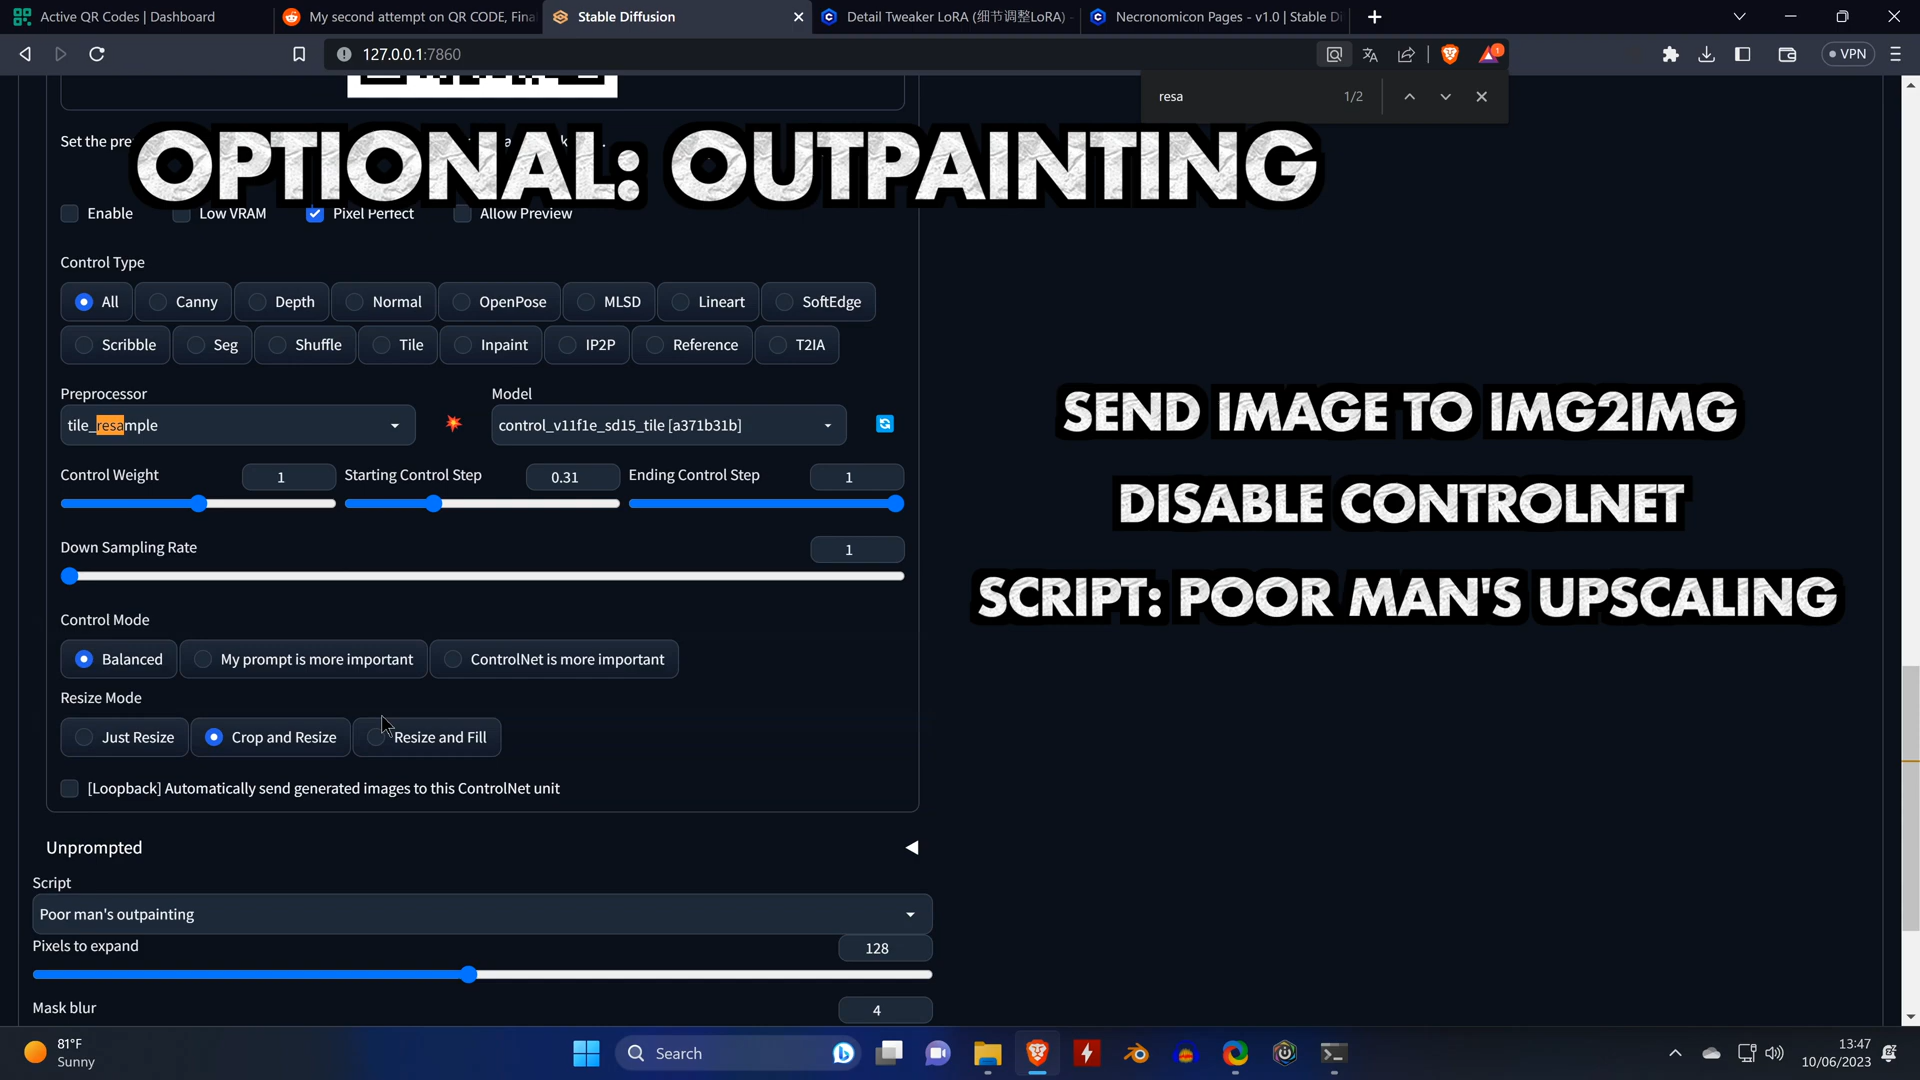 Active QR Codes | Dashboard
My second attempt on QR CODE, Fina
Stable Diffusion
Detail Tweaker LoRA (细节调整LoRA) -
Necronomicon Pages - v1.0 | Stable Di
127.0.0.1:7860
VPN
resa
1/2
Set the pre
OPTIONAL: OUTPAINTING
Enable
Low VRAM
Pixel Perfect
Allow Preview
Control Type
All
Canny
Depth
Normal
OpenPose
MLSD
Lineart
SoftEdge
Scribble
Seg
Shuffle
Tile
Inpaint
IP2P
Reference
T2IA
Preprocessor
Model
tile_resample
control_v11f1e_sd15_tile [a371b31b]
SEND IMAGE TO IMG2IMG
DISABLE CONTROLNET
SCRIPT: POOR MAN'S UPSCALING
Control Weight
1
Starting Control Step
0.31
Ending Control Step
1
Down Sampling Rate
1
Control Mode
Balanced
My prompt is more important
ControlNet is more important
Resize Mode
Just Resize
Crop and Resize
Resize and Fill
[Loopback] Automatically send generated images to this ControlNet unit
Unprompted
Script
Poor man's outpainting
Pixels to expand
128
Mask blur
4
81°F
Sunny
Search
13:47
10/06/2023